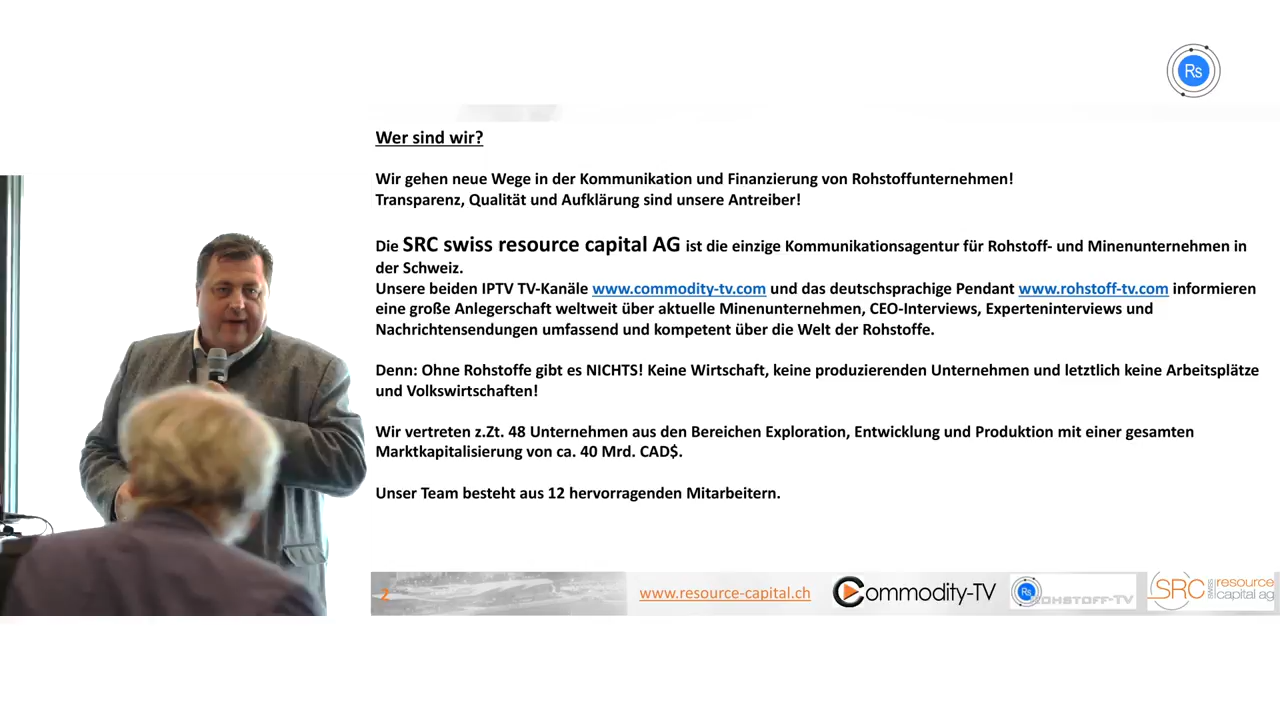 Rs
Wer sind wir?
Wir gehen neue Wege in der Kommunikation und Finanzierung von Rohstoffunternehmen!
Transparenz, Qualität und Aufklärung sind unsere Antreiber!
Die SRC swiss resource capital AG ist die einzige Kommunikationsagentur für Rohstoff- und Minenunternehmen in
der Schweiz.
Unsere beiden IPTV TV-Kanäle www.commodity-tv.com und das deutschsprachige Pendant www.rohstoff-tv.com informieren
eine große Anlegerschaft weltweit über aktuelle Minenunternehmen, CEO-Interviews, Experteninterviews und
Nachrichtensendungen umfassend und kompetent über die Welt der Rohstoffe.
Denn: Ohne Rohstoffe gibt es NICHTS! Keine Wirtschaft, keine produzierenden Unternehmen und letztlich keine Arbeitsplätze
und Volkswirtschaften!
Wir vertreten z.Zt. 48 Unternehmen aus den Bereichen Exploration, Entwicklung und Produktion mit einer gesamten
Marktkapitalisierung von ca. 40 Mrd. CAD$.
Unser Team besteht aus 12 hervorragenden Mitarbeitern.
2 www.resource-capital.ch Commodity-TV Rs ROHSTOFF-TV SRC swiss resource capital ag